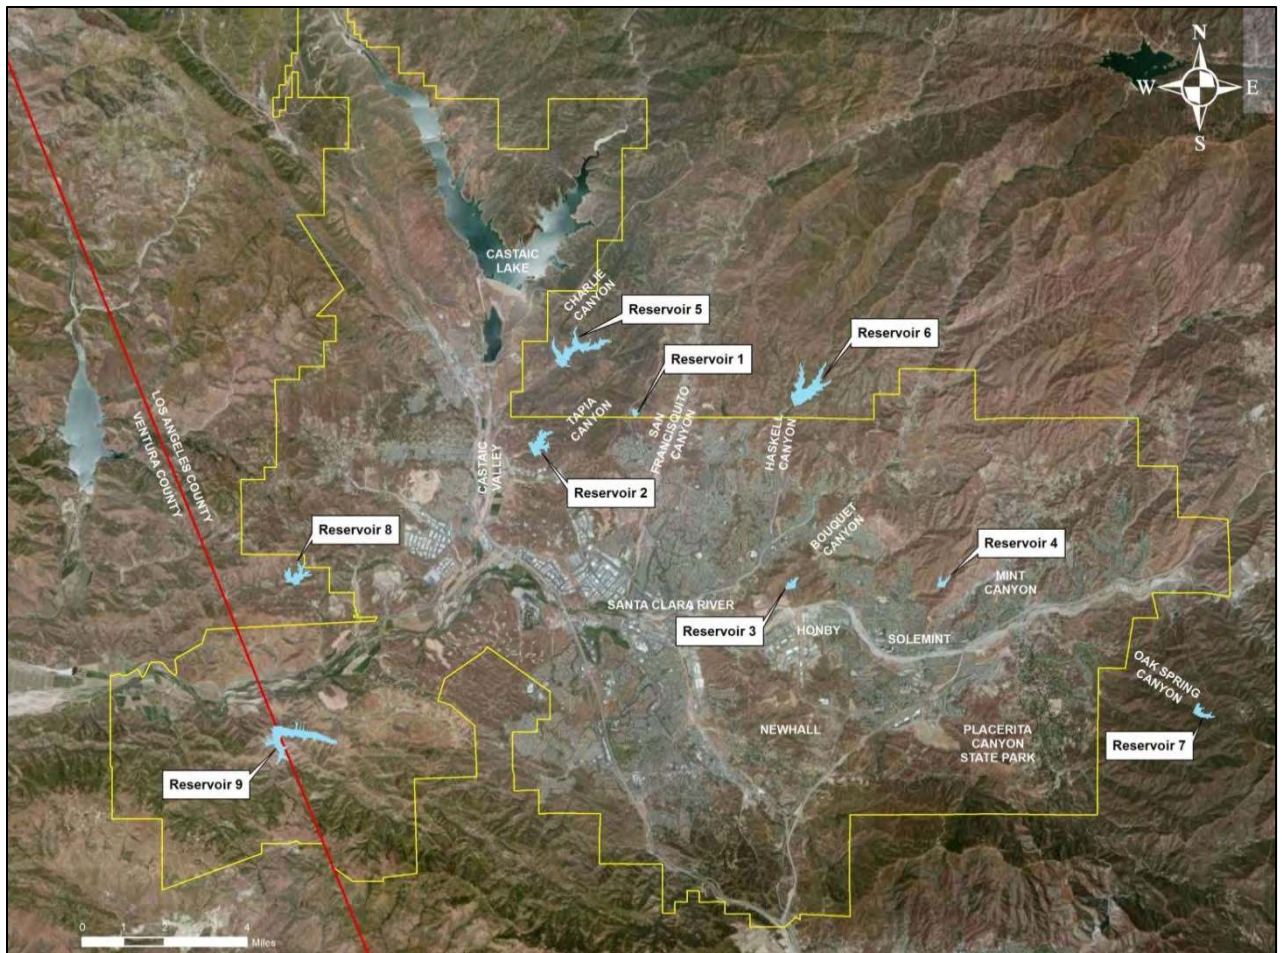 N
W E
S
CASTAIC
LAKE
CHARLIE
CANYON
Reservoir 5
Reservoir 6
Reservoir 1
TAPIA
CANYON
SAN
FRANCISQUITO
CANYON
HASKELL
CANYON
LOS ANGELES COUNTY
VENTURA COUNTY
CASTAIC
VALLEY
Reservoir 2
Reservoir 8
BOUQUET
CANYON
Reservoir 4
MINT
CANYON
SANTA CLARA RIVER
Reservoir 3
HONBY
SOLEMINT
OAK SPRING
CANYON
NEWHALL
PLACERITA
CANYON
STATE PARK
Reservoir 7
Reservoir 9
0 1 2 4
Miles